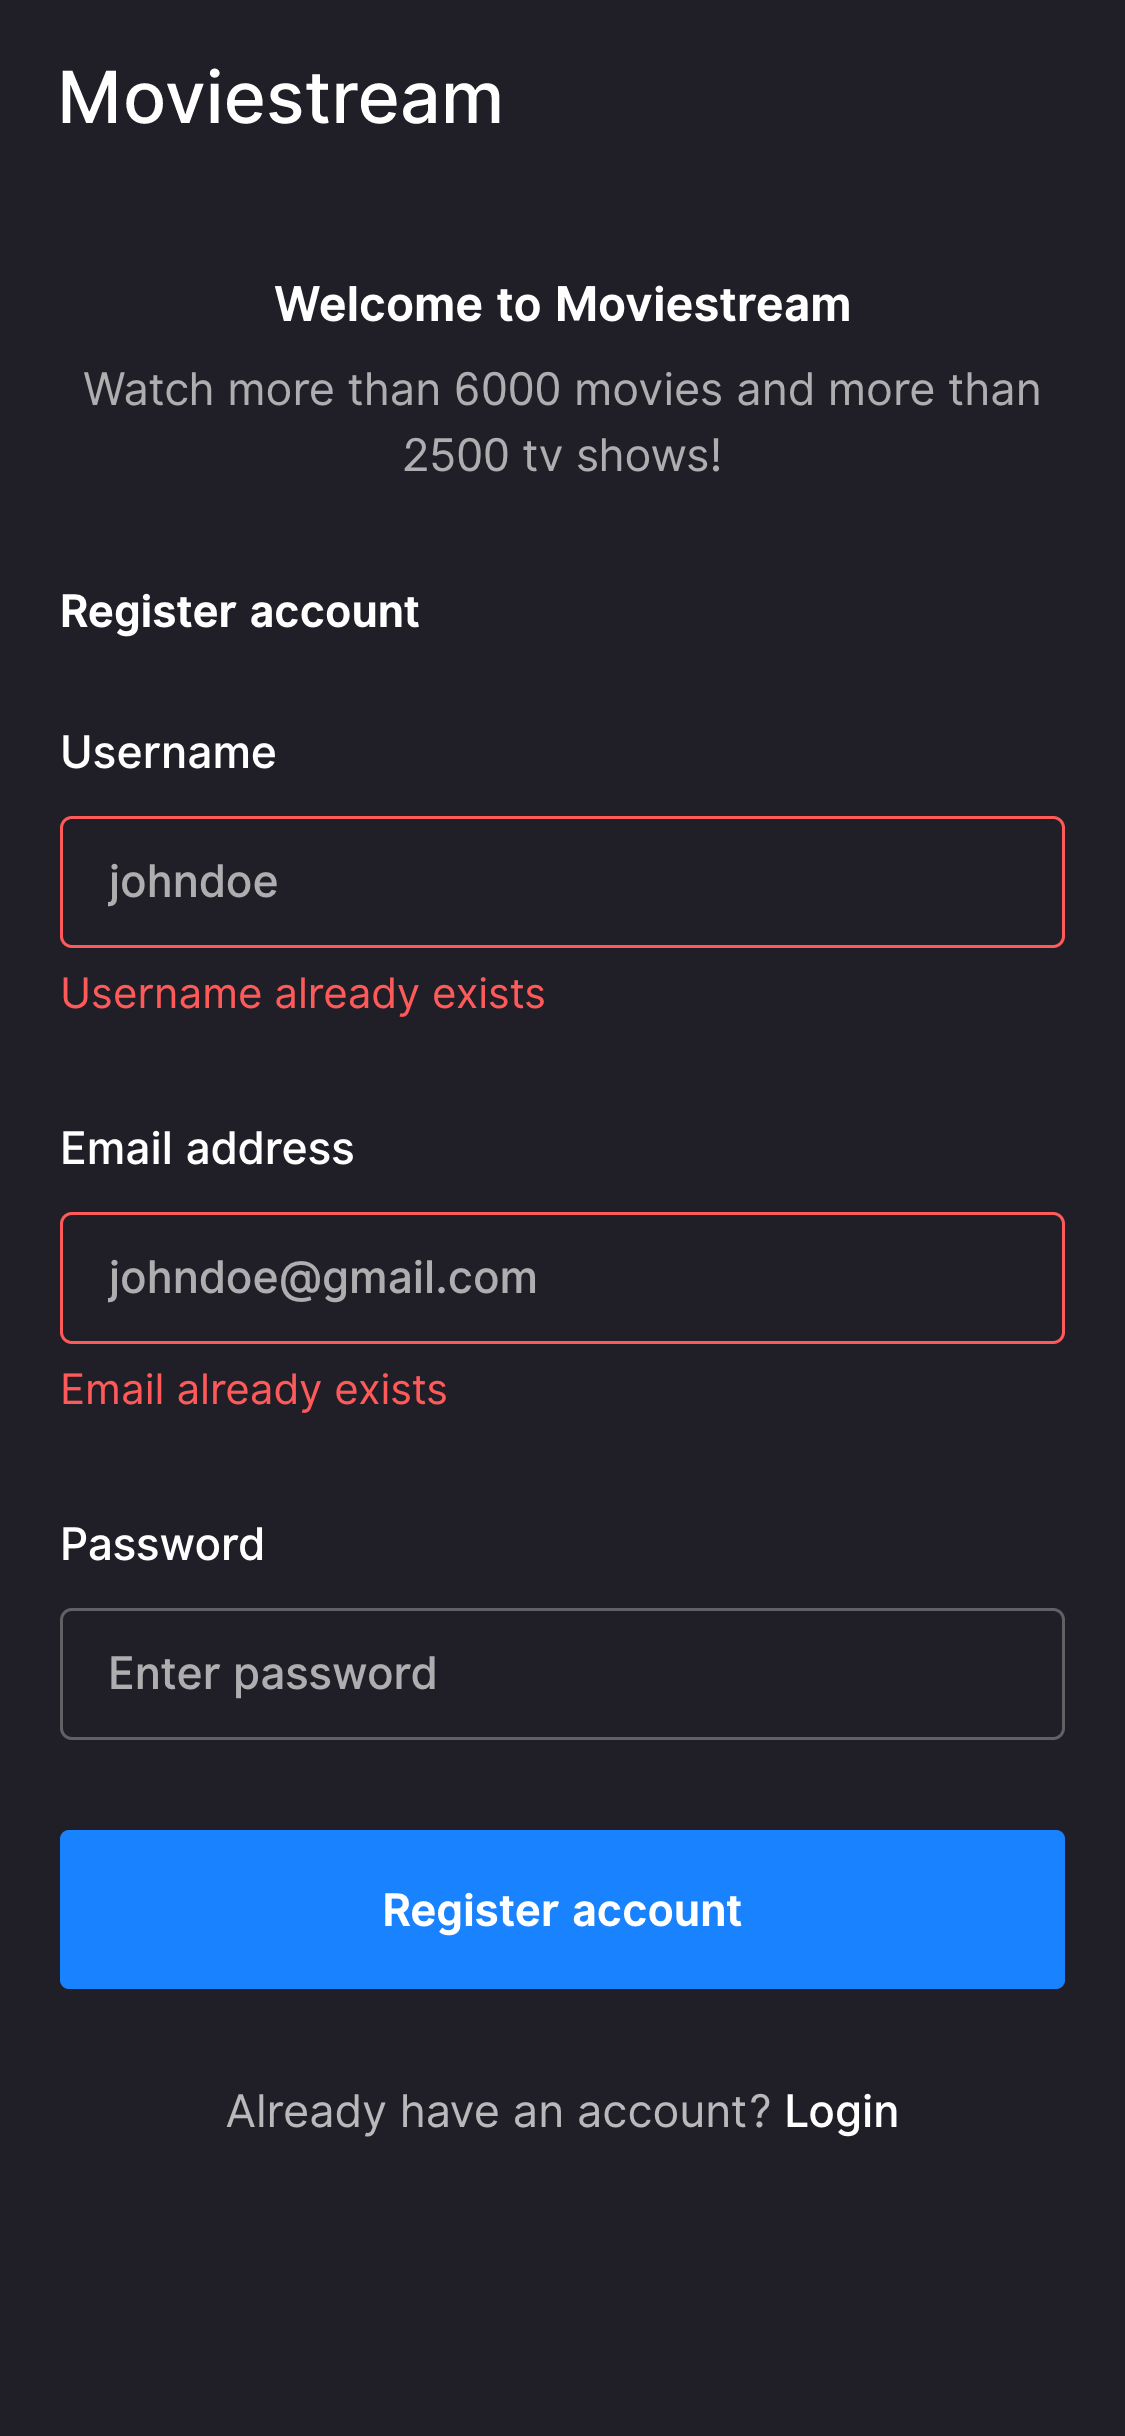 Moviestream
Welcome to Moviestream
Watch more than 6000 movies and more than
2500 tv shows!
Register account
Username
johndoe
Username already exists
Email address
johndoe@gmail.com
Email already exists
Password
Enter password
Register account
Already have an account? Login